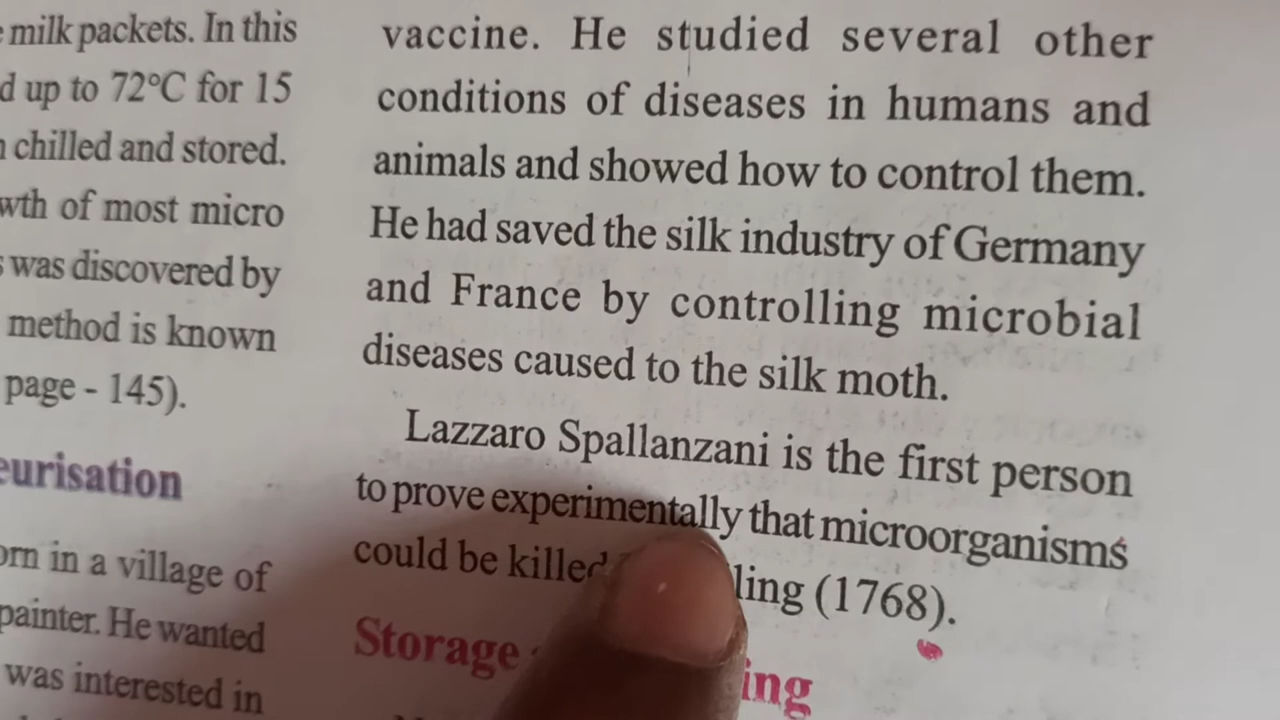 milk packets. In this
d up to 72°C for 15
chilled and stored.
wth of most micro
was discovered by
method is known
page - 145).
eurisation
orn in a village of
painter. He wanted
was interested in
vaccine. He studied several other
conditions of diseases in humans and
animals and showed how to control them.
He had saved the silk industry of Germany
and France by controlling microbial
diseases caused to the silk moth.
Lazzaro Spallanzani is the first person
to prove experimentally that microorganisms
could be killed ling (1768).
Storage ing